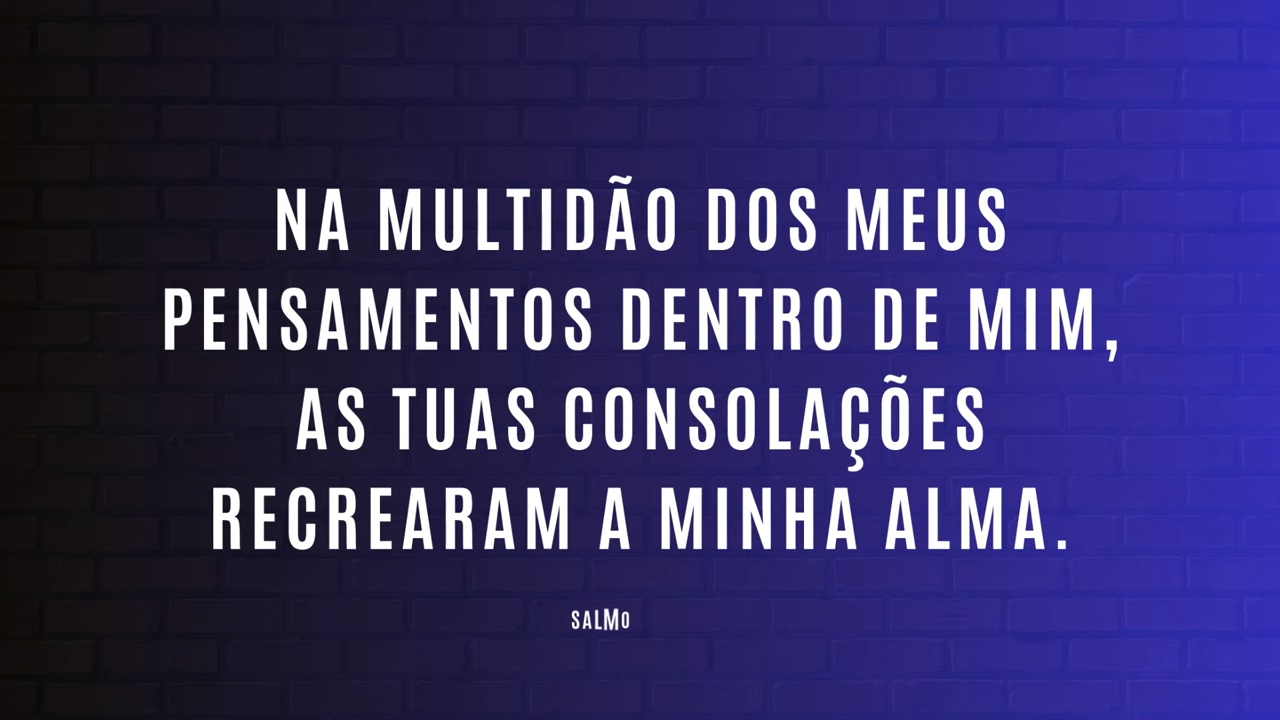 NA MULTIDÃO DOS MEUS
PENSAMENTOS DENTRO DE MIM,
AS TUAS CONSOLAÇÕES
RECREARAM A MINHA ALMA.
SALMO